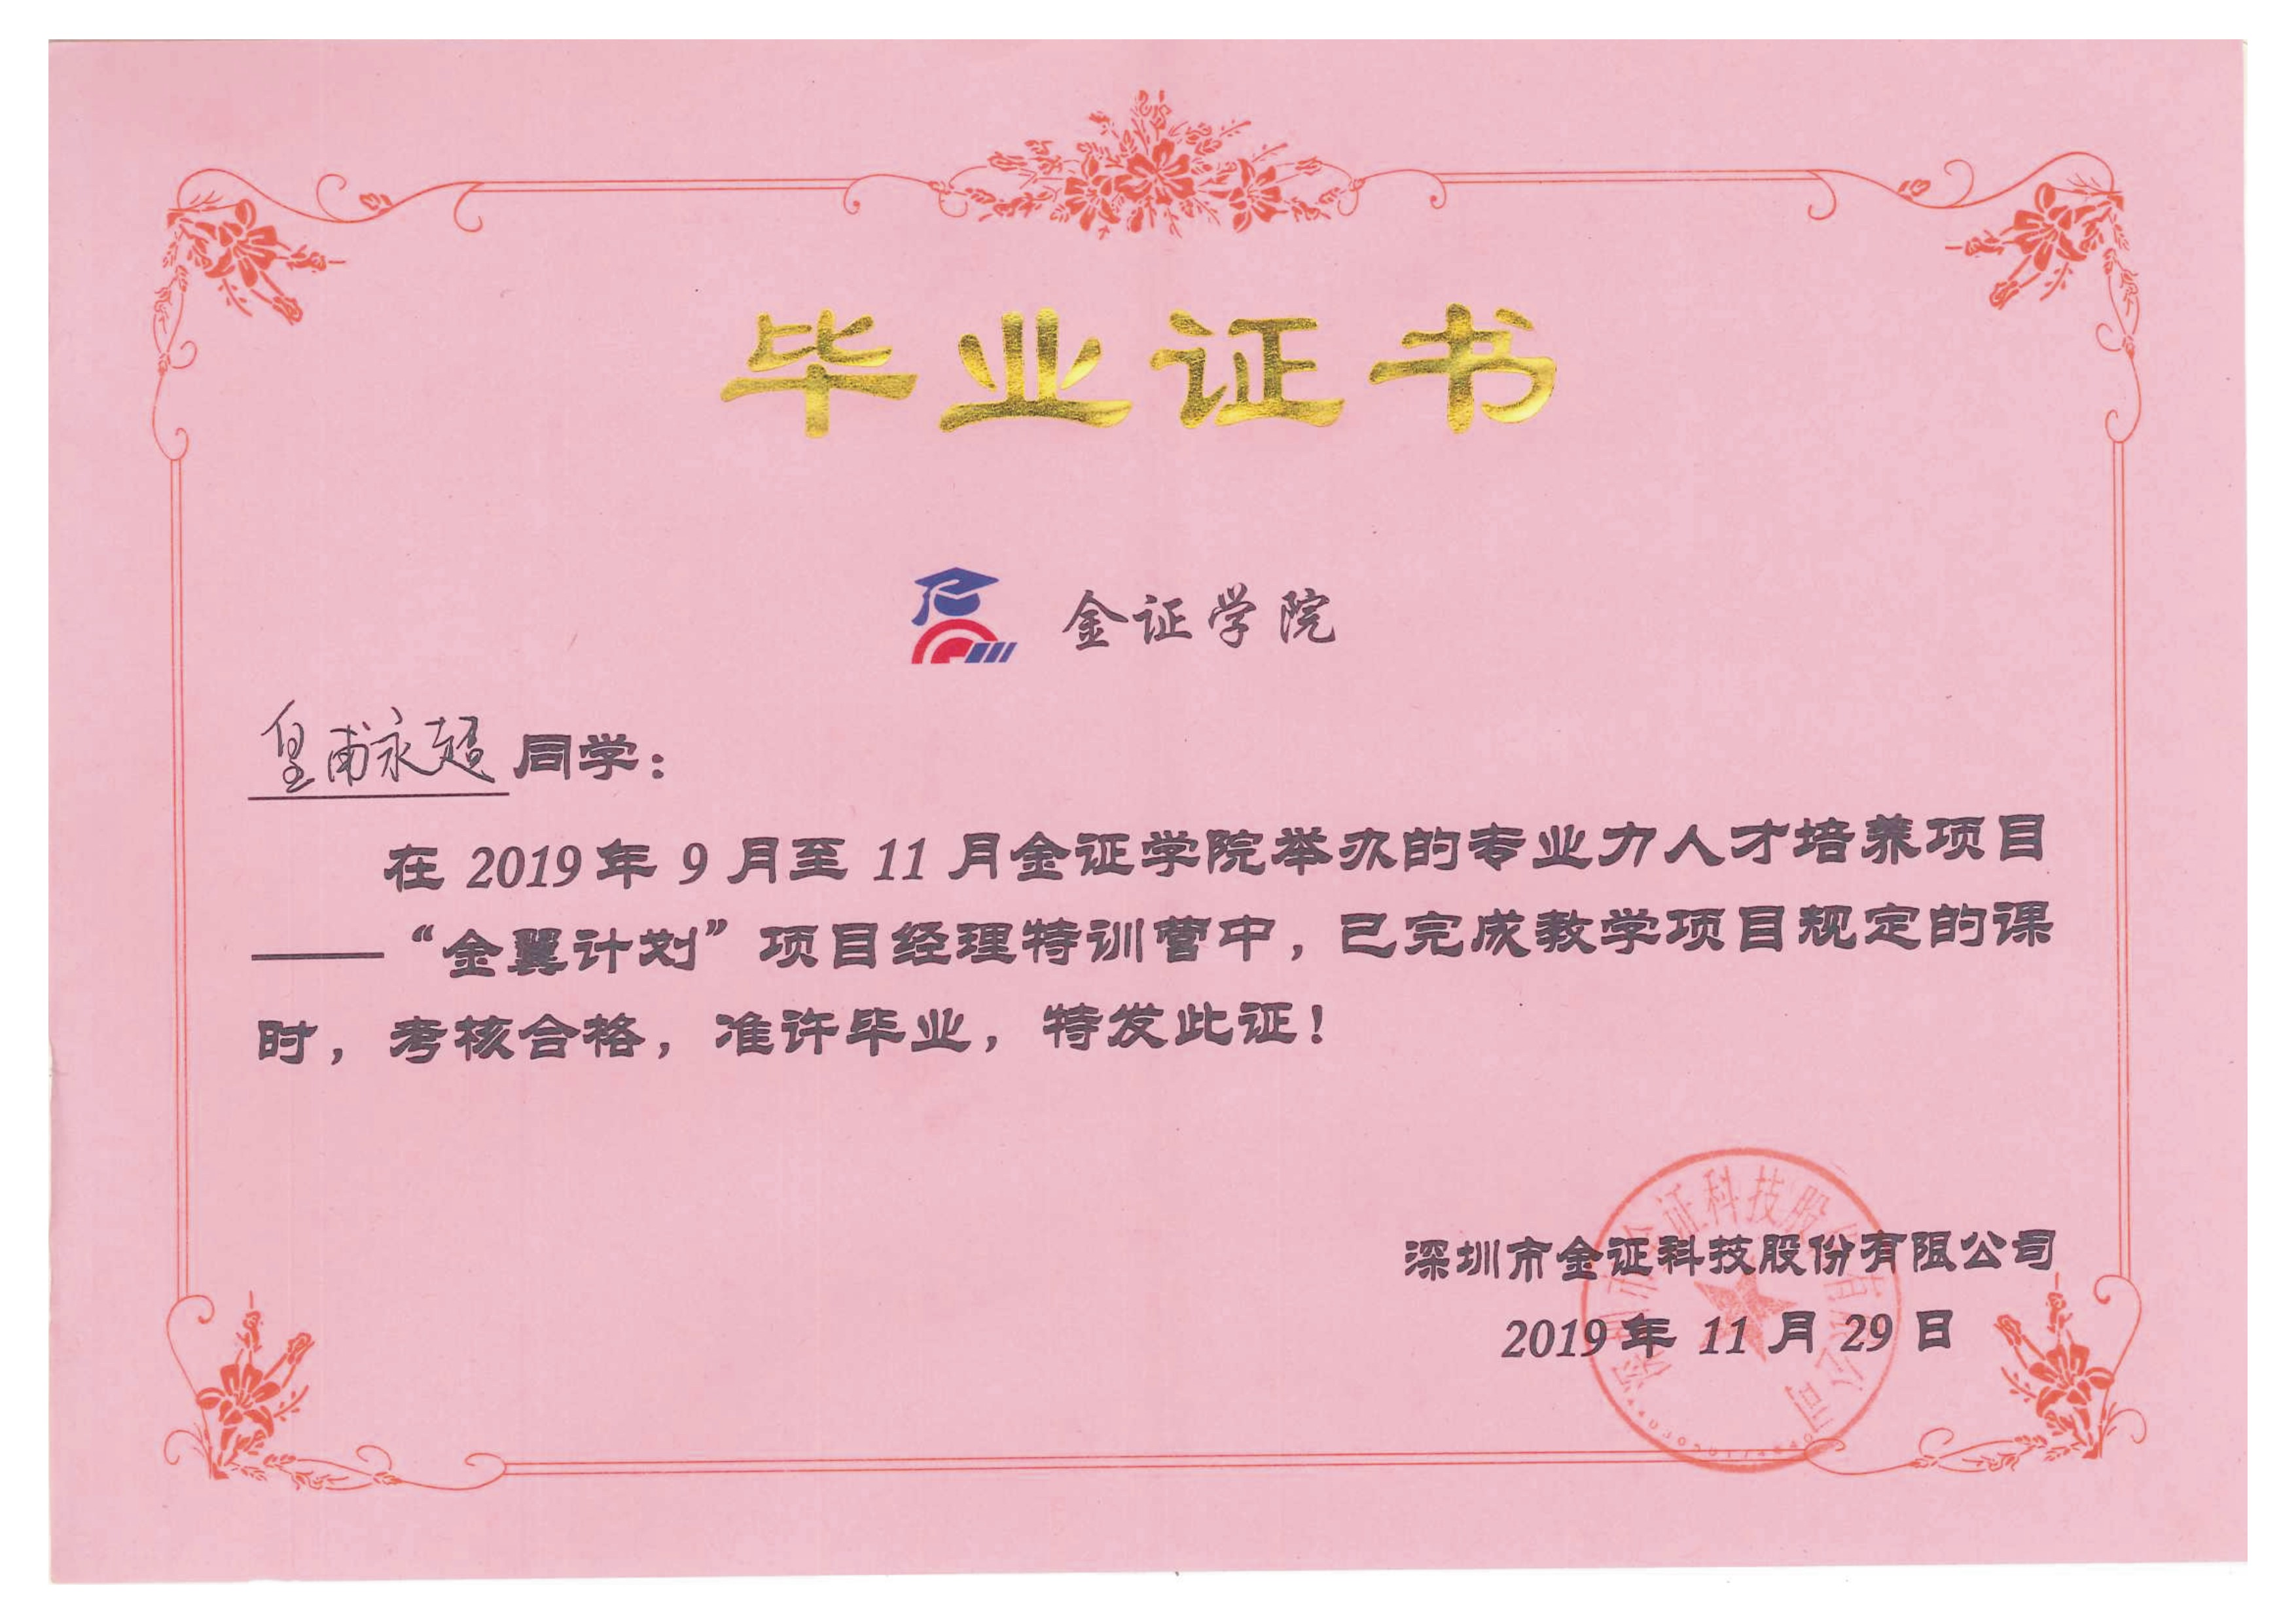 毕业证书
金证学院
皇甫永超 同学：
在 2019 年 9 月至 11 月金证学院举办的专业力人才培养项目
——“金翼计划”项目经理特训营中，已完成教学项目规定的课
时，考核合格，准许毕业，特发此证！
深圳市金证科技股份有限公司
2019 年 11 月 29 日
深圳市金证科技股份有限公司